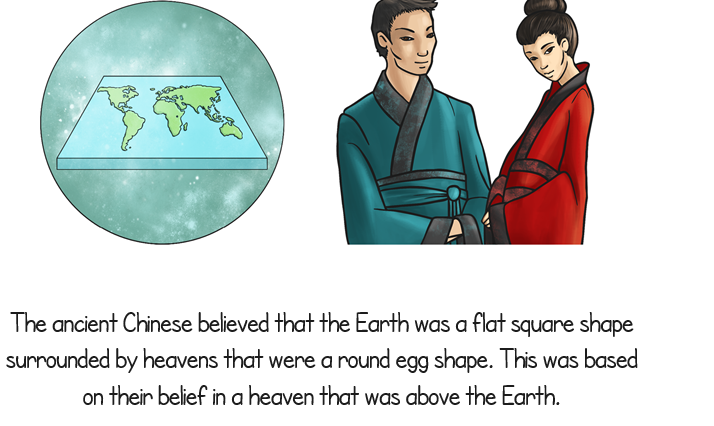 The ancient Chinese believed that the Earth was a flat square shape
surrounded by heavens that were a round egg shape. This was based
on their belief in a heaven that was above the Earth.